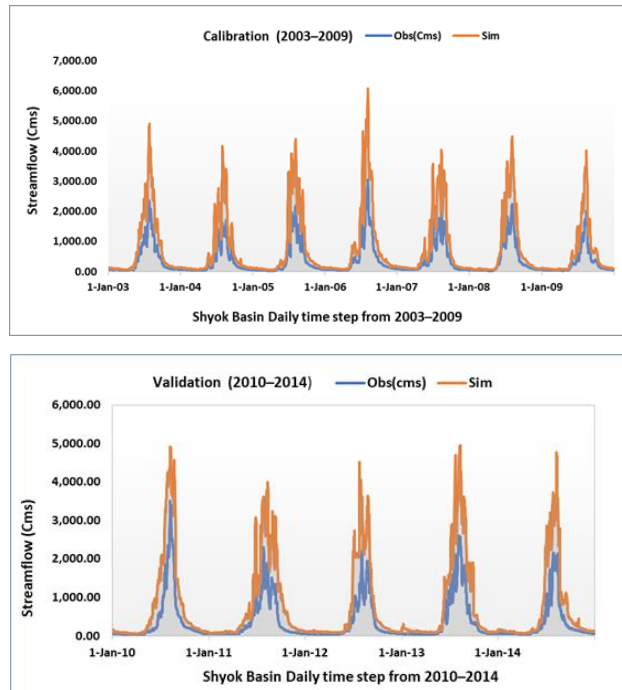 Calibration (2003–2009) Obs(Cms) Sim
7,000.00
6,000.00
5,000.00
4,000.00
3,000.00
2,000.00
1,000.00
0.00
Streamflow (Cms)
1-Jan-03 1-Jan-04 1-Jan-05 1-Jan-06 1-Jan-07 1-Jan-08 1-Jan-09
Shyok Basin Daily time step from 2003–2009
Validation (2010–2014) Obs(cms) Sim
6,000.00
5,000.00
4,000.00
3,000.00
2,000.00
1,000.00
0.00
Streamflow (Cms)
1-Jan-10 1-Jan-11 1-Jan-12 1-Jan-13 1-Jan-14
Shyok Basin Daily time step from 2010–2014